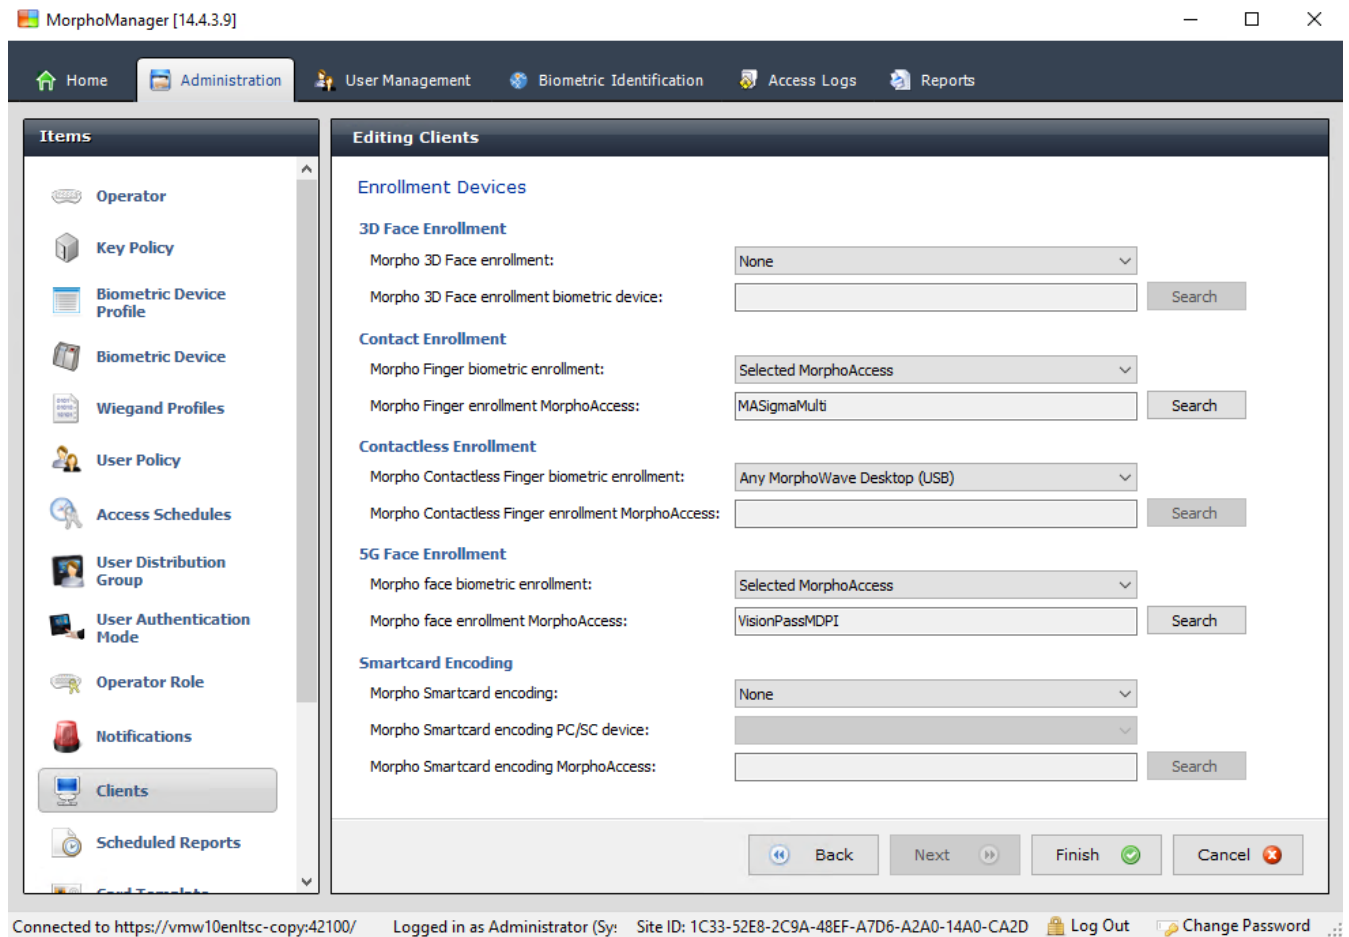 MorphoManager [14.4.3.9]
Home
Administration
User Management
Biometric Identification
Access Logs
Reports
Items
Operator
Key Policy
Biometric Device
Profile
Biometric Device
Wiegand Profiles
User Policy
Access Schedules
User Distribution
Group
User Authentication
Mode
Operator Role
Notifications
Clients
Scheduled Reports
Card Template
Editing Clients
Enrollment Devices
3D Face Enrollment
Morpho 3D Face enrollment: None
Morpho 3D Face enrollment biometric device: Search
Contact Enrollment
Morpho Finger biometric enrollment: Selected MorphoAccess
Morpho Finger enrollment MorphoAccess: MASigmaMulti Search
Contactless Enrollment
Morpho Contactless Finger biometric enrollment: Any MorphoWave Desktop (USB)
Morpho Contactless Finger enrollment MorphoAccess: Search
5G Face Enrollment
Morpho face biometric enrollment: Selected MorphoAccess
Morpho face enrollment MorphoAccess: VisionPassMDPI Search
Smartcard Encoding
Morpho Smartcard encoding: None
Morpho Smartcard encoding PC/SC device:
Morpho Smartcard encoding MorphoAccess: Search
Back Next Finish Cancel
Connected to https://vmw10enltsc-copy:42100/ Logged in as Administrator (Sy: Site ID: 1C33-52E8-2C9A-48EF-A7D6-A2A0-14A0-CA2D Log Out Change Password